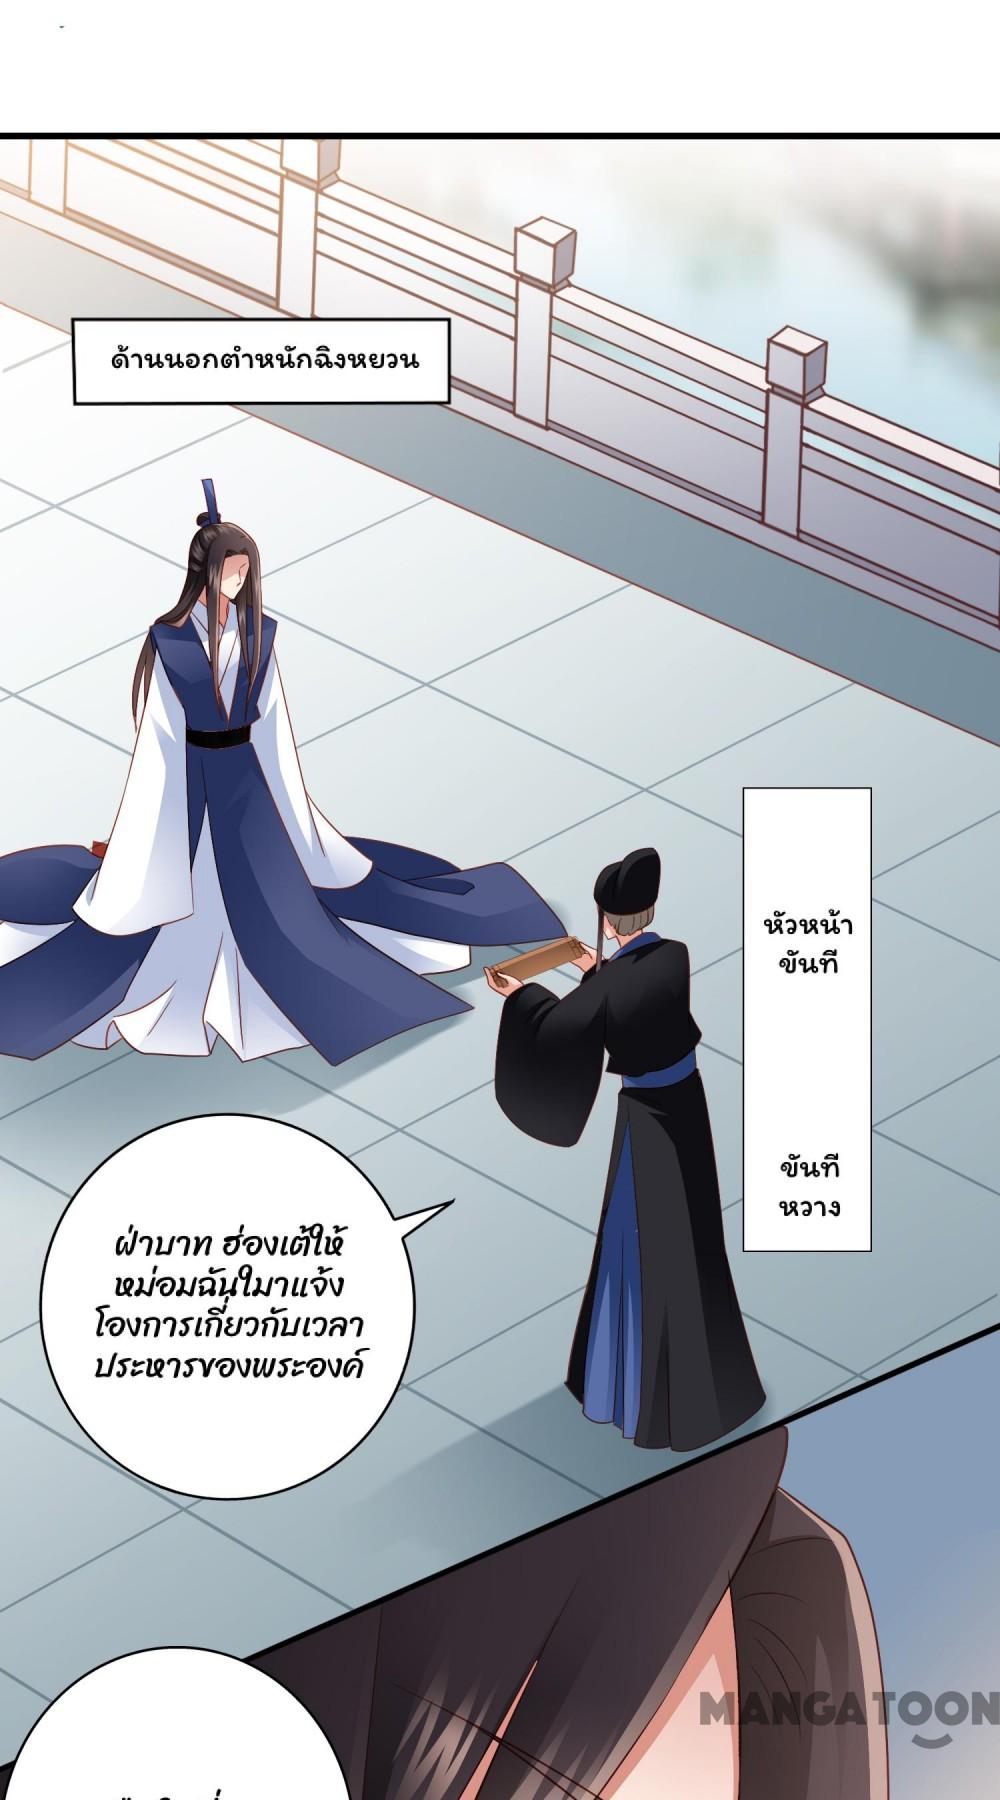 ด้านนอกตำหนักฉิงหยวน
หัวหน้า
ขันที
ขันที
หวาง
ฝ่าบาท ฮ่องเต้ให้
หม่อมฉันใมาแจ้ง
โองการเกี่ยวกับเวลา
ประหารของพระองค์
MANGATOON